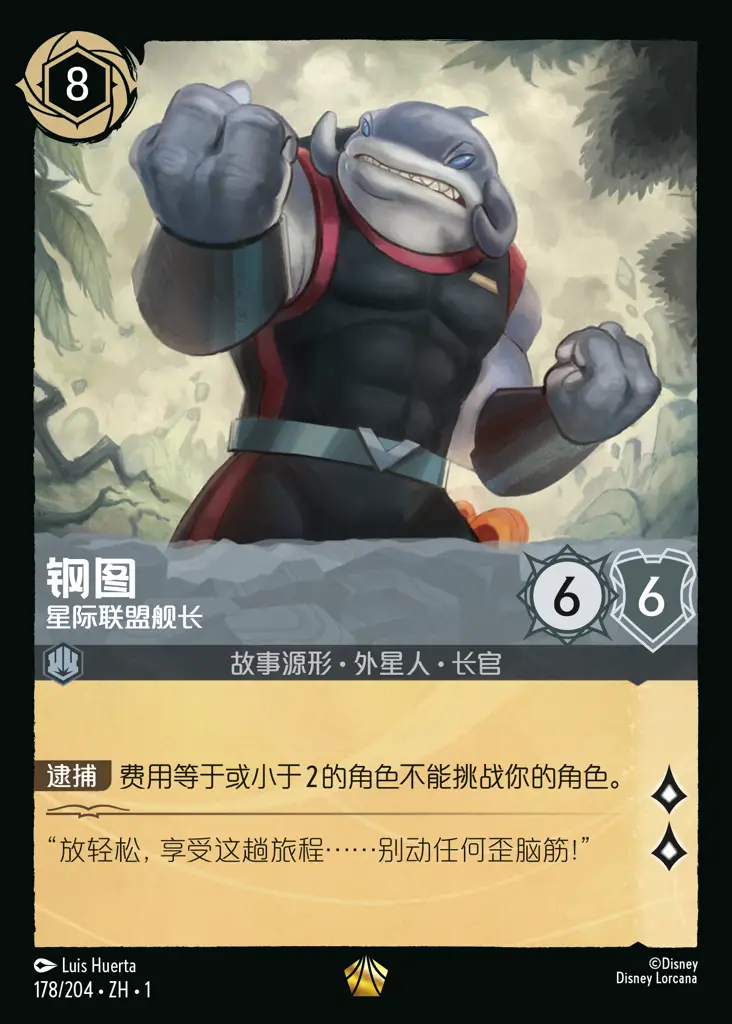 8
钢图
星际联盟舰长
6
6
故事源形 • 外星人 • 长官
逮捕 费用等于或小于2的角色不能挑战你的角色。
“放轻松, 享受这趟旅程……别动任何歪脑筋!”
Luis Huerta
178/204 • ZH • 1
©Disney
Disney Lorcana